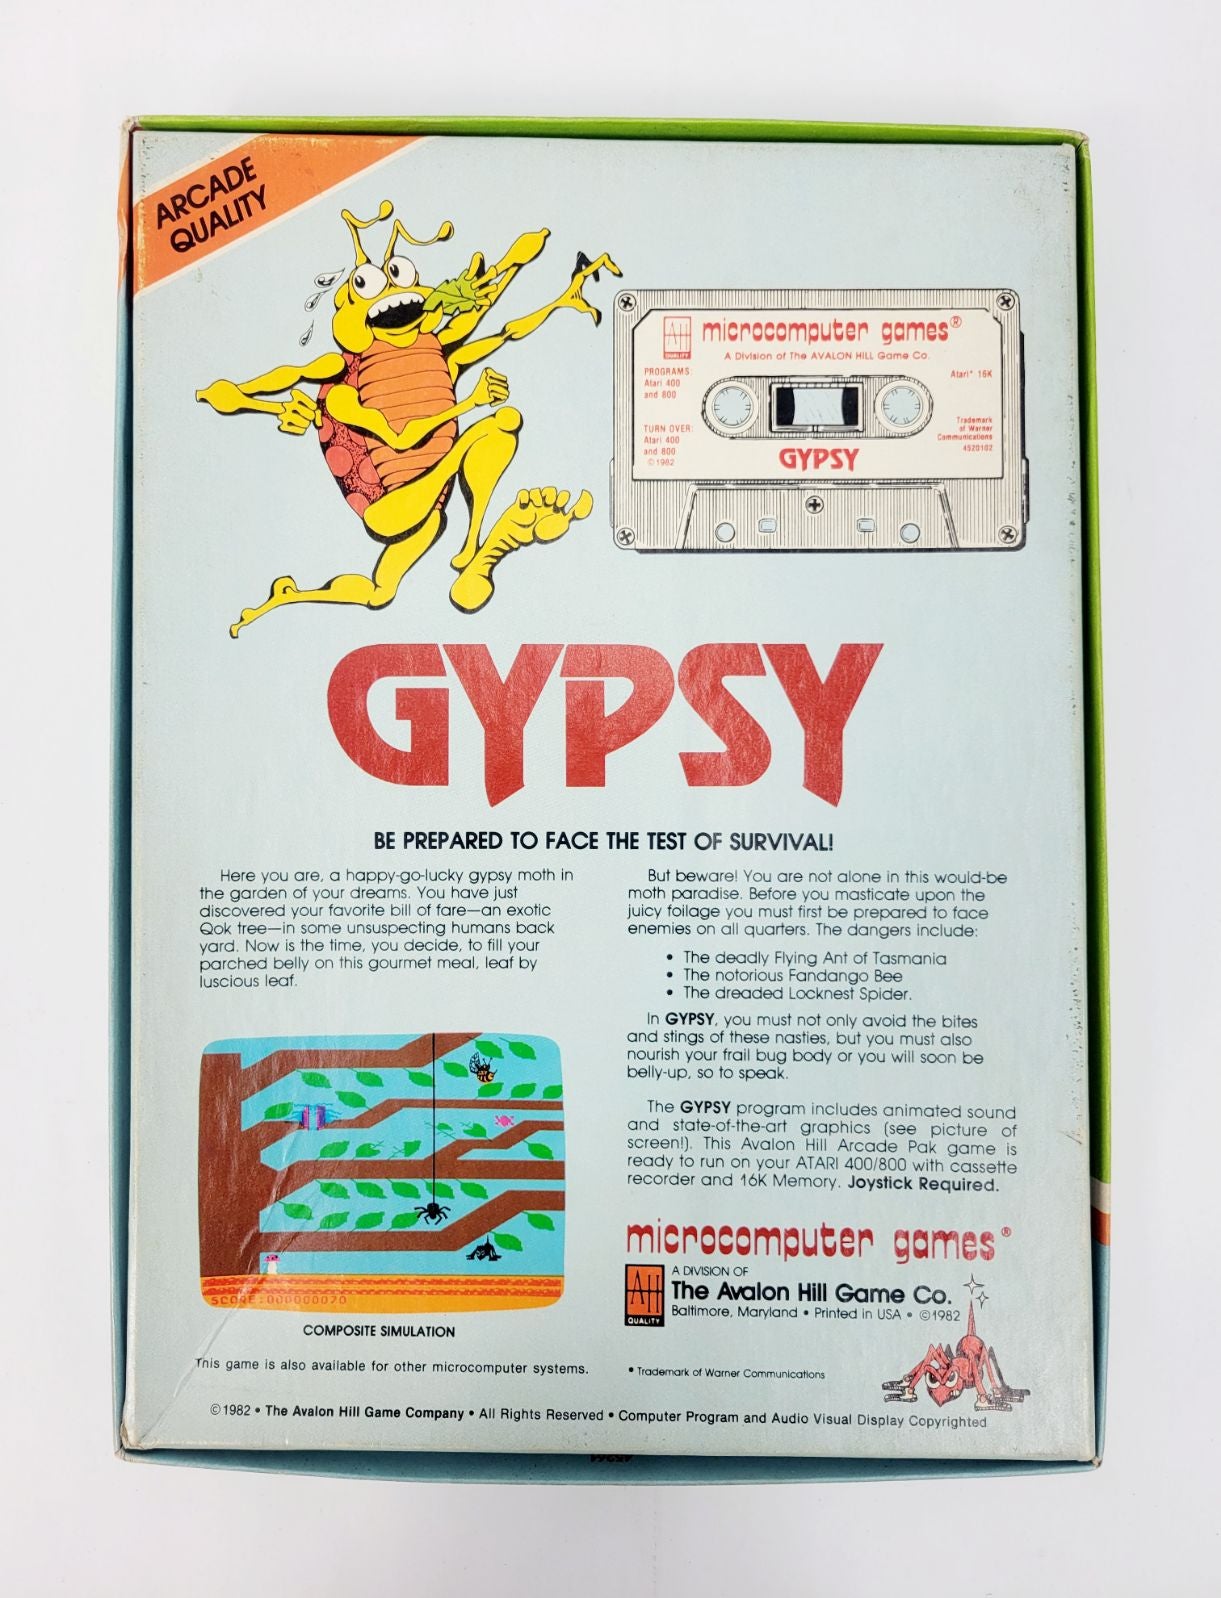 ARCADE
QUALITY
AH
QUALITY
microcomputer games®
A Division of The AVALON HILL Game Co.
PROGRAMS:
Atari 400
and 800
Atari* 16K
TURN OVER:
Atari 400
and 800
©1982
Trademark
of Warner
Communications
4520102
GYPSY
GYPSY
BE PREPARED TO FACE THE TEST OF SURVIVAL!
Here you are, a happy-go-lucky gypsy moth in
the garden of your dreams. You have just
discovered your favorite bill of fare—an exotic
Qok tree—in some unsuspecting humans back
yard. Now is the time, you decide, to fill your
parched belly on this gourmet meal, leaf by
luscious leaf.
SCORE:000000020
COMPOSITE SIMULATION
This game is also available for other microcomputer systems.
But beware! You are not alone in this would-be
moth paradise. Before you masticate upon the
juicy foilage you must first be prepared to face
enemies on all quarters. The dangers include:
• The deadly Flying Ant of Tasmania
• The notorious Fandango Bee
• The dreaded Locknest Spider.
In GYPSY, you must not only avoid the bites
and stings of these nasties, but you must also
nourish your frail bug body or you will soon be
belly-up, so to speak.
The GYPSY program includes animated sound
and state-of-the-art graphics (see picture of
screen!). This Avalon Hill Arcade Pak game is
ready to run on your ATARI 400/800 with cassette
recorder and 16K Memory. Joystick Required.
microcomputer games®
AH
QUALITY
A DIVISION OF
The Avalon Hill Game Co.
Baltimore, Maryland • Printed in USA • ©1982
• Trademark of Warner Communications
©1982 • The Avalon Hill Game Company • All Rights Reserved • Computer Program and Audio Visual Display Copyrighted